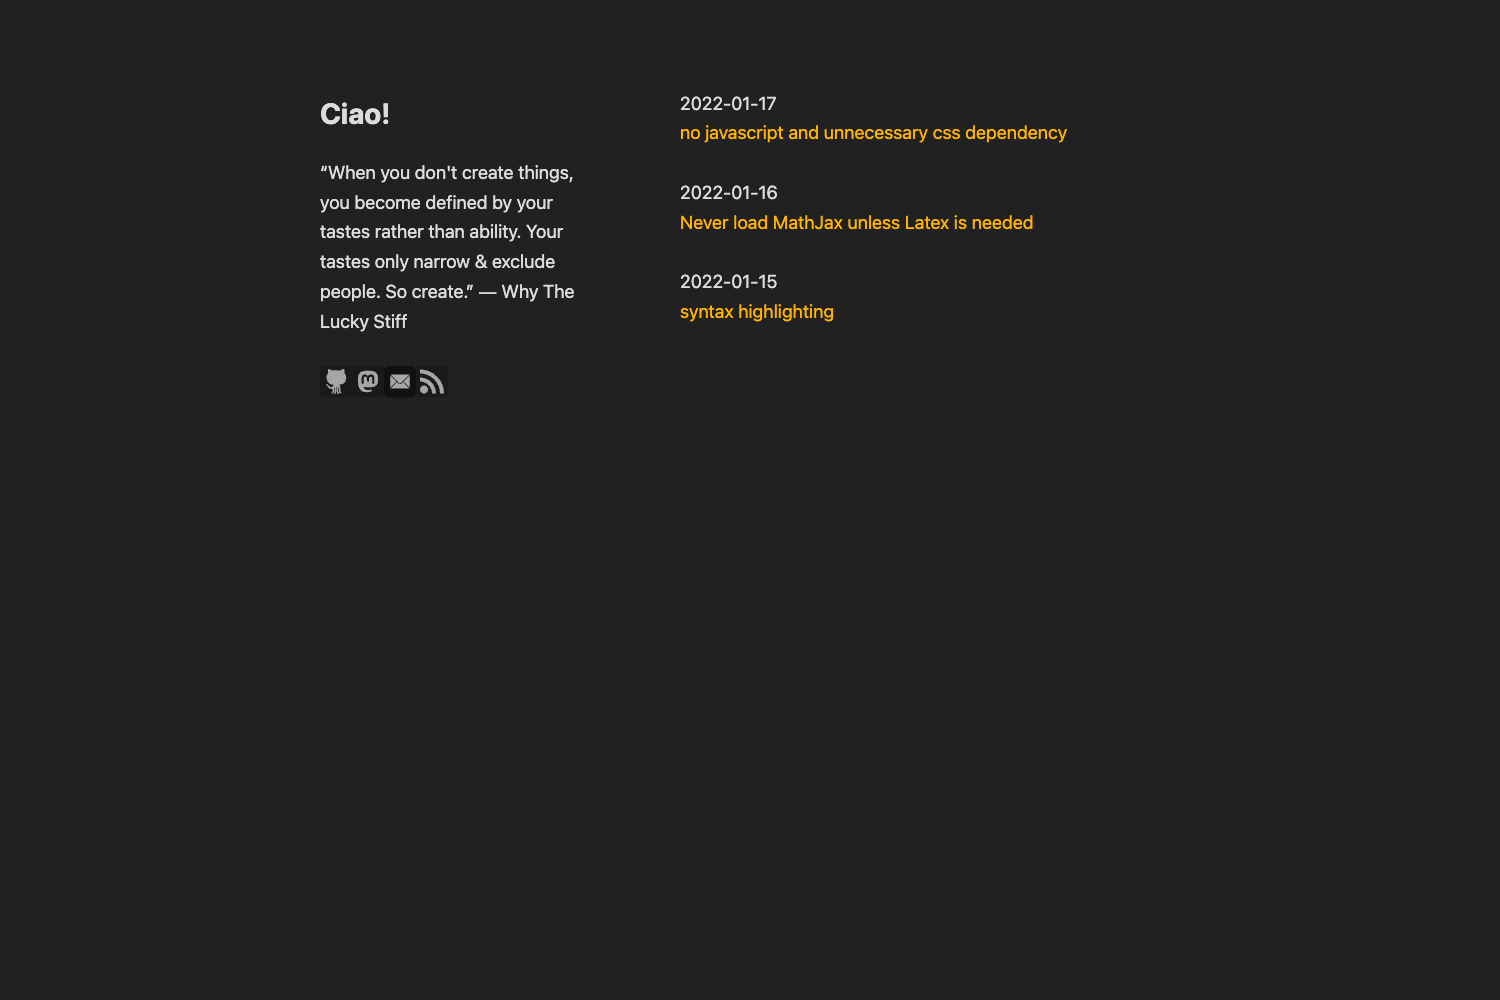 Ciao!
“When you don't create things,
you become defined by your
tastes rather than ability. Your
tastes only narrow & exclude
people. So create.” — Why The
Lucky Stiff
2022-01-17
no javascript and unnecessary css dependency
2022-01-16
Never load MathJax unless Latex is needed
2022-01-15
syntax highlighting